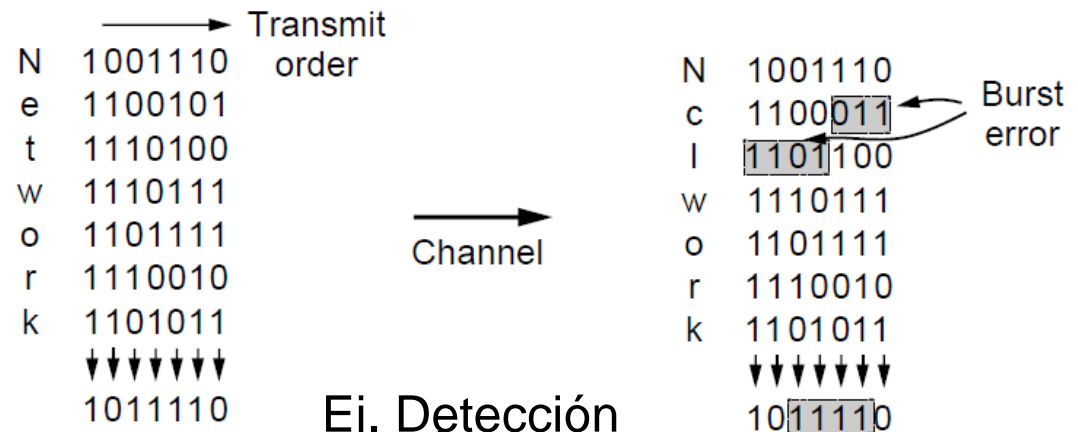 Transmit
order
N 1001110
e 1100101
t 1110100
w 1110111
o 1101111
r 1110010
k 1101011
1011110
Channel
N 1001110
c 1100011
l 1101100
w 1110111
o 1101111
r 1110010
k 1101011
1011110
Burst
error
Ej. Detección